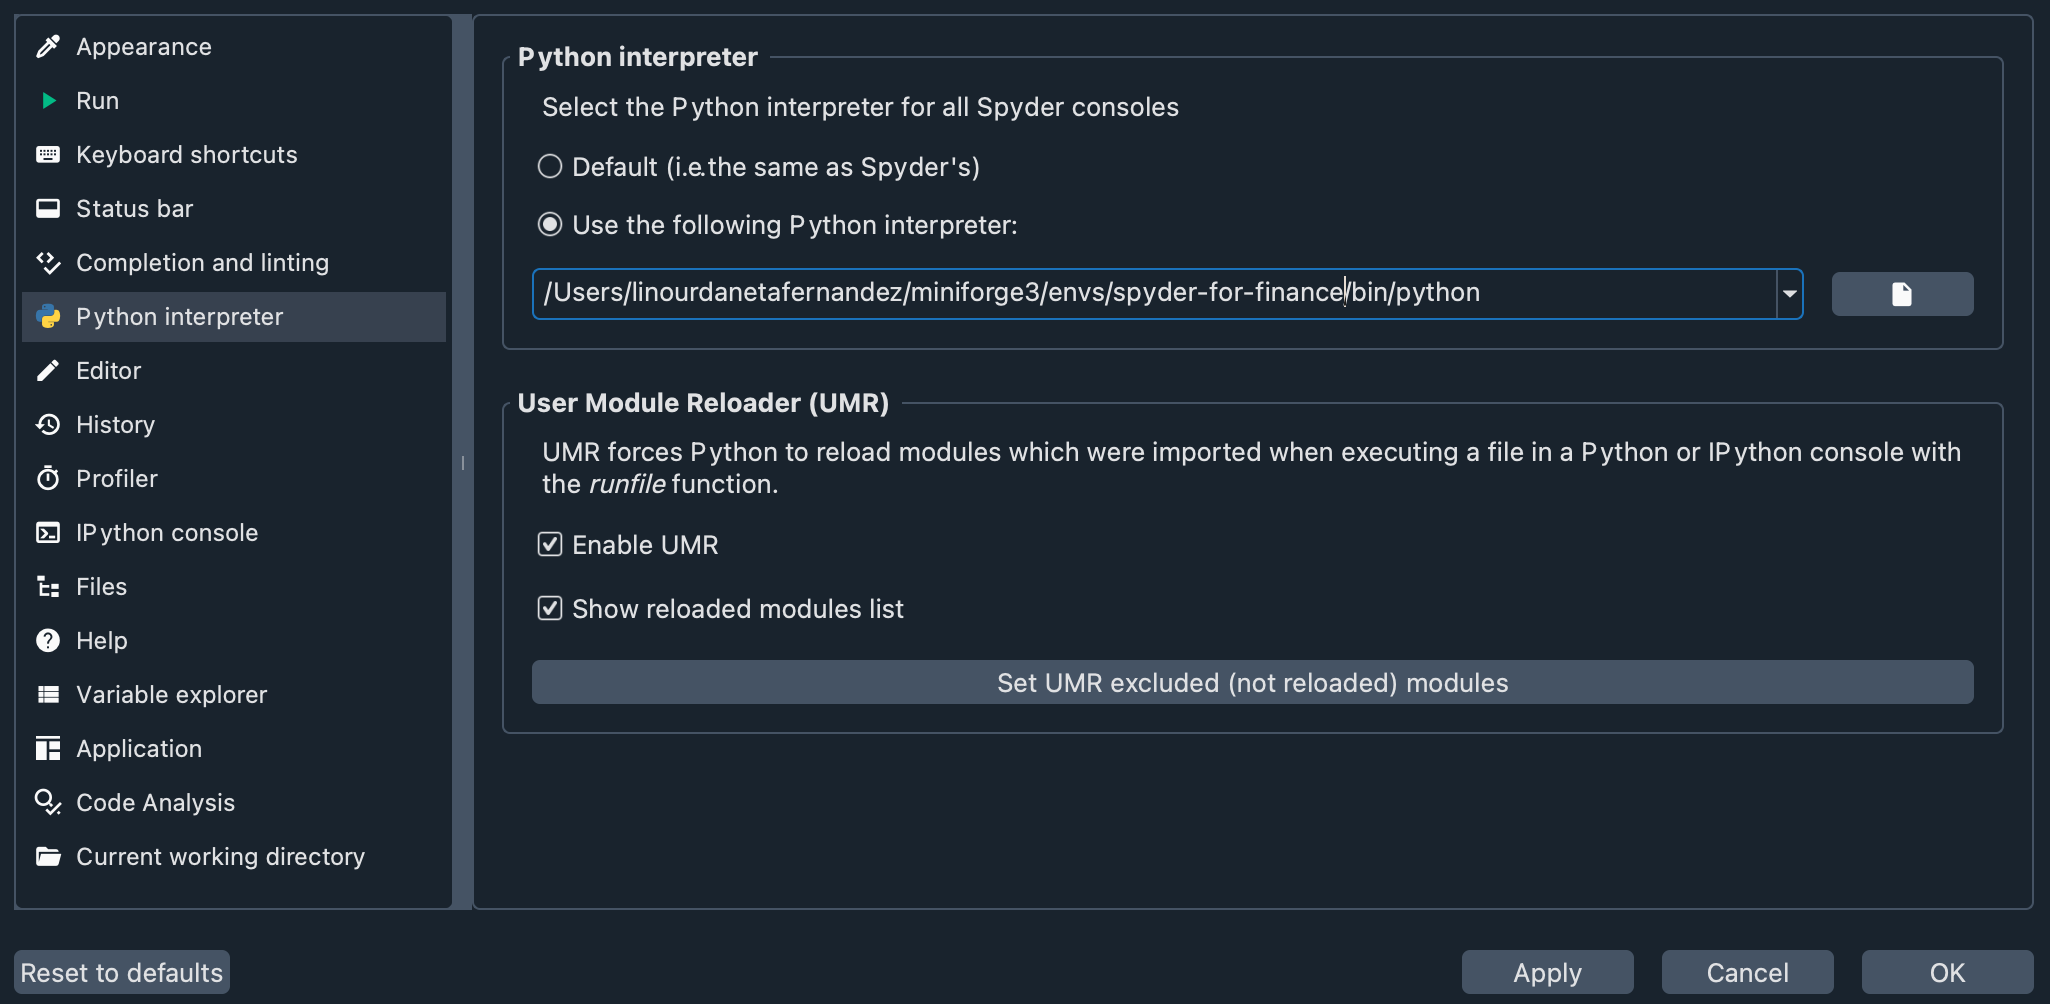 Appearance
Run
Keyboard shortcuts
Status bar
Completion and linting
Python interpreter
Editor
History
Profiler
IPython console
Files
Help
Variable explorer
Application
Code Analysis
Current working directory
Python interpreter
Select the Python interpreter for all Spyder consoles
Default (i.e.the same as Spyder's)
Use the following Python interpreter:
/Users/linourdanetafernandez/miniforge3/envs/spyder-for-finance/bin/python
User Module Reloader (UMR)
UMR forces Python to reload modules which were imported when executing a file in a Python or IPython console with
the runfile function.
Enable UMR
Show reloaded modules list
Set UMR excluded (not reloaded) modules
Reset to defaults
Apply
Cancel
OK